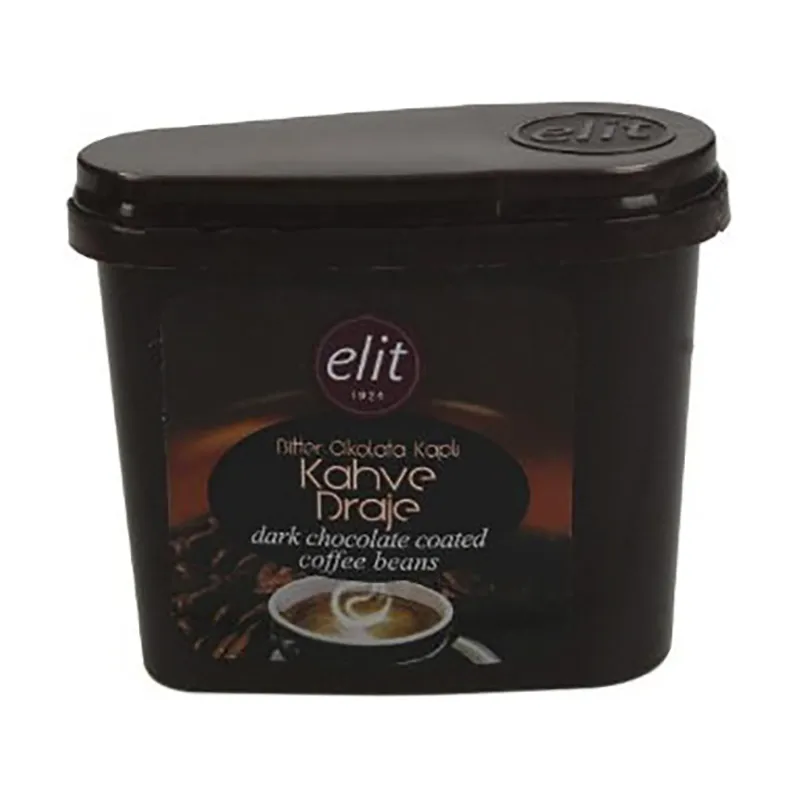 elit
elit
1924
Bitter Çikolata Kaplı
Kahve
Draje
dark chocolate coated
coffee beans